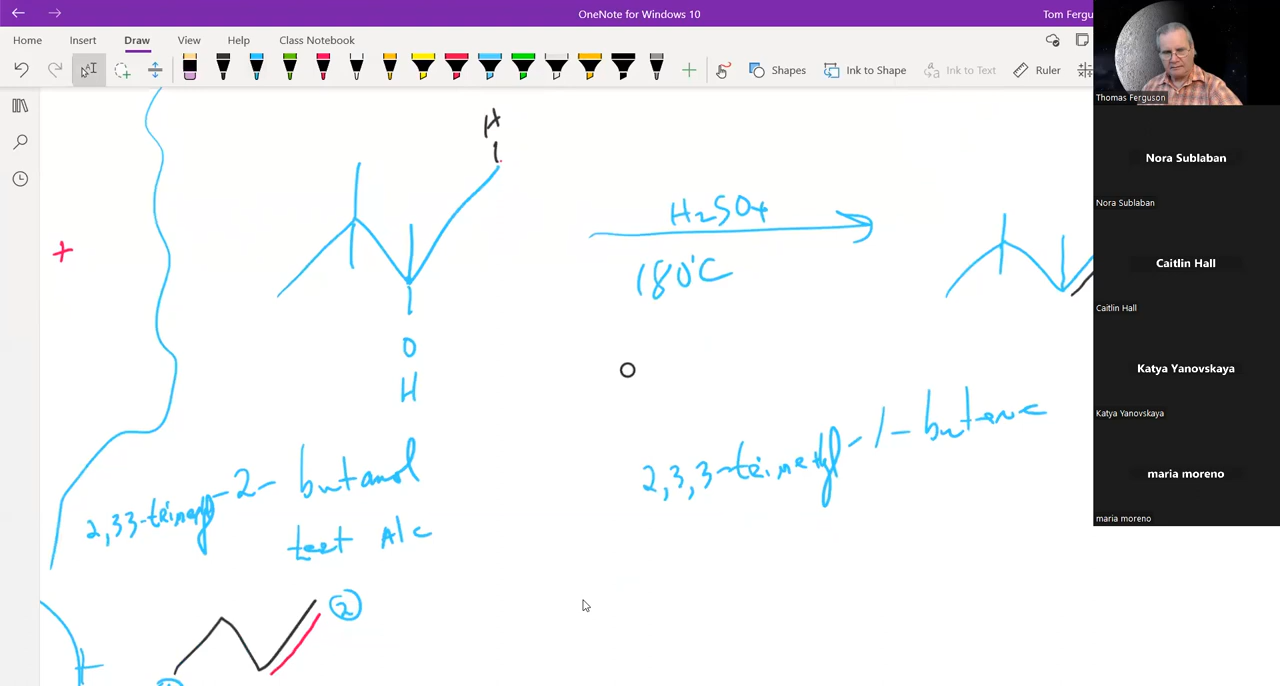 OneNote for Windows 10
Tom Fergu
Home Insert Draw View Help Class Notebook
Shapes Ink to Shape Ink to Text Ruler
Thomas Ferguson
Nora Sublaban
Nora Sublaban
Caitlin Hall
Caitlin Hall
Katya Yanovskaya
Katya Yanovskaya
maria moreno
maria moreno
H
+
H₂SO₄
180°C
O
H
2,3,3-trimethyl-1-butene
2,33-trimethyl-2-butanol
tert Alc
②